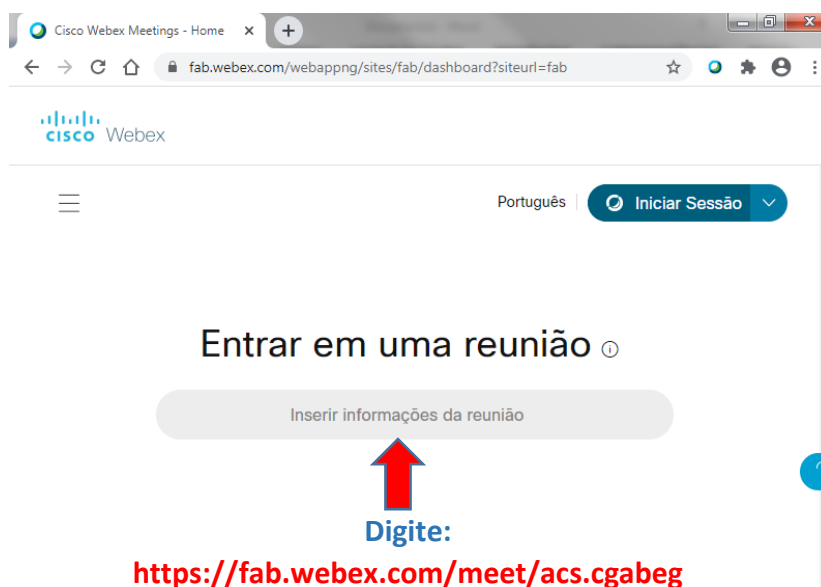 Cisco Webex Meetings - Home
fab.webex.com/webappng/sites/fab/dashboard?siteurl=fab
cisco Webex
Português
Iniciar Sessão
Entrar em uma reunião
Inserir informações da reunião
Digite:
https://fab.webex.com/meet/acs.cgabeg